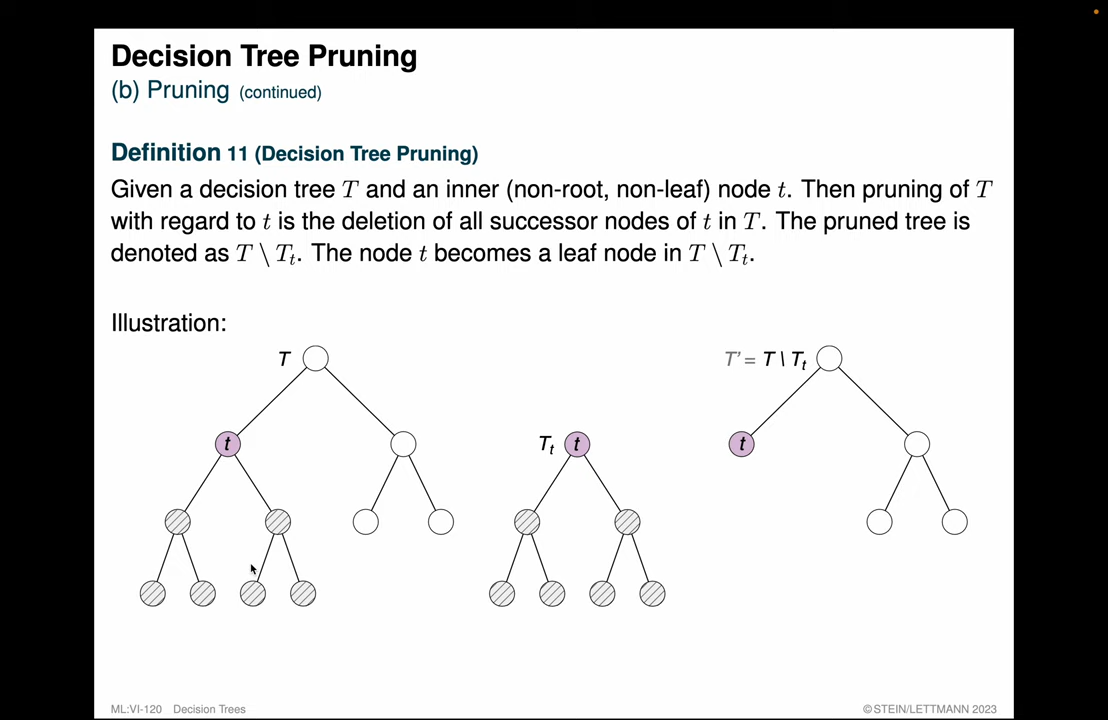 Decision Tree Pruning
(b) Pruning (continued)
Definition 11 (Decision Tree Pruning)
Given a decision tree T and an inner (non-root, non-leaf) node t. Then pruning of T
with regard to t is the deletion of all successor nodes of t in T. The pruned tree is
denoted as T \ Tt. The node t becomes a leaf node in T \ Tt.
Illustration:
T
T' = T \ Tt
t
Tt t
t
ML:VI-120 Decision Trees
©STEIN/LETTMANN 2023